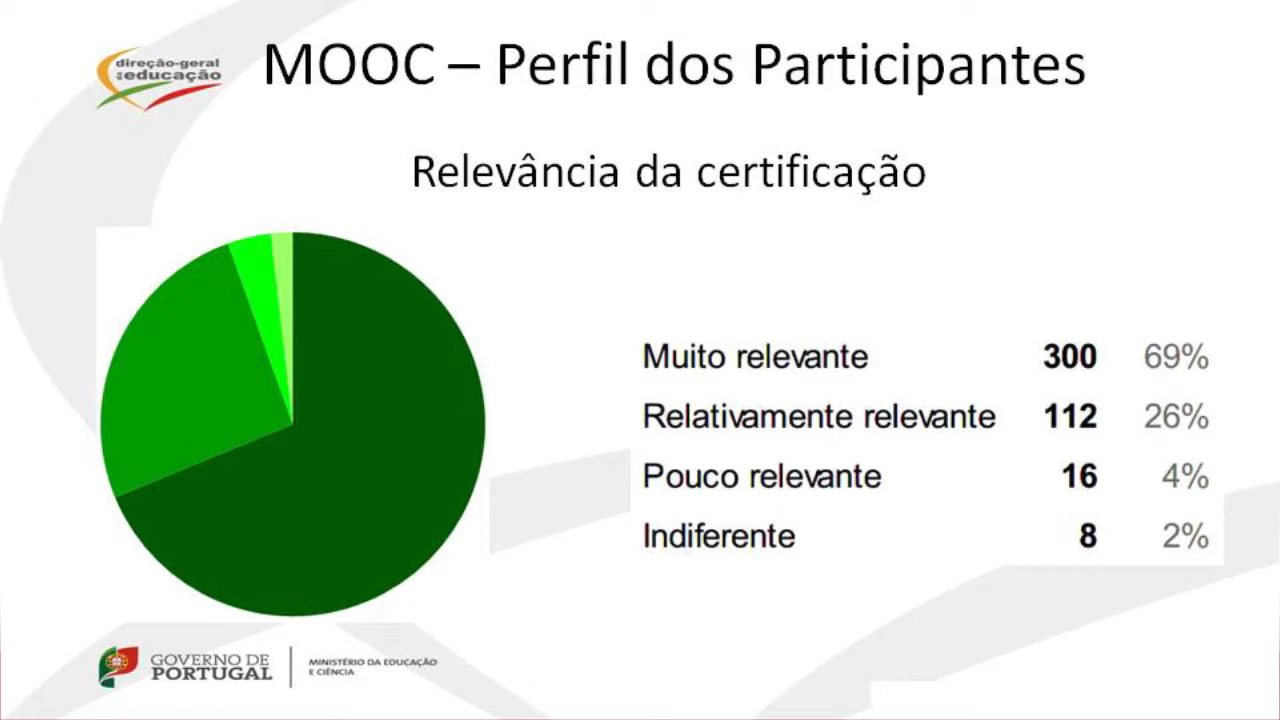 direção-geral
da educação
MOOC – Perfil dos Participantes
Relevância da certificação
Muito relevante 300 69%
Relativamente relevante 112 26%
Pouco relevante 16 4%
Indiferente 8 2%
GOVERNO DE
PORTUGAL
MINISTÉRIO DA EDUCAÇÃO
E CIÊNCIA